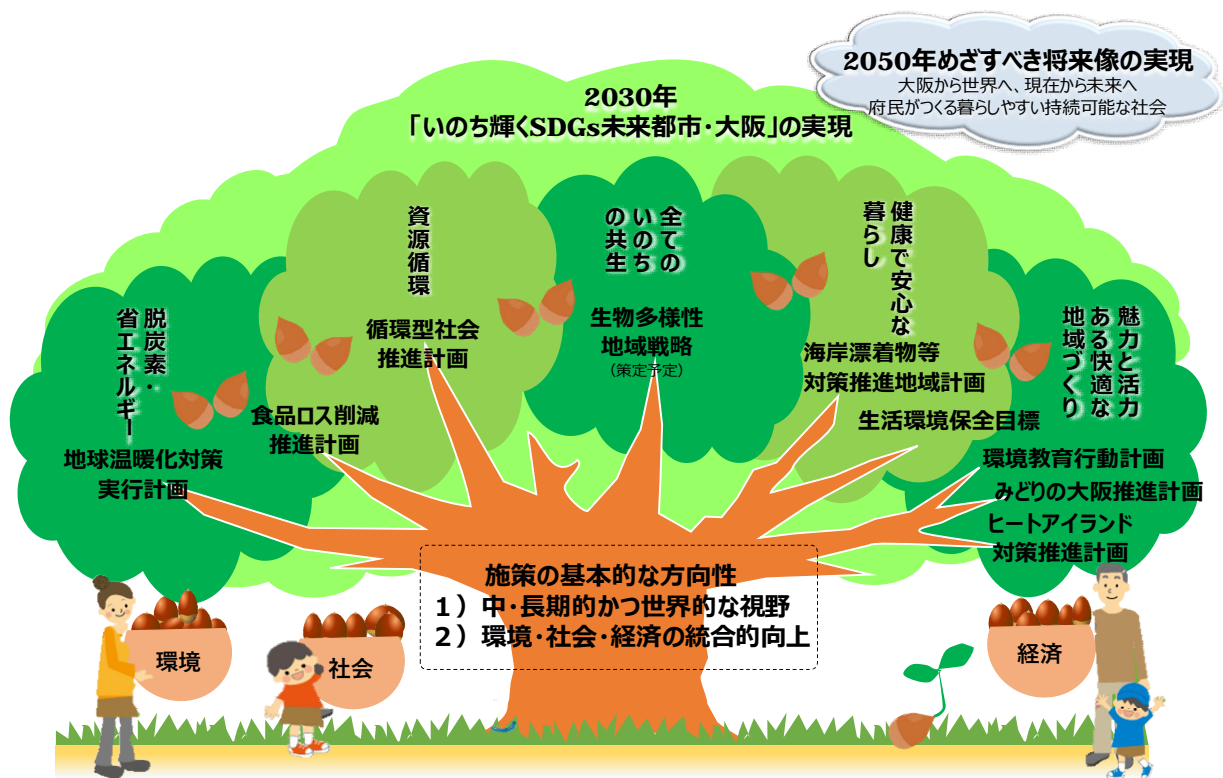 2050年めざすべき将来像の実現
大阪から世界へ、現在から未来へ
府民がつくる暮らしやすい持続可能な社会
2030年
「いのち輝くSDGs未来都市・大阪」の実現
脱炭素・
省エネルギー
地球温暖化対策
実行計画
資源循環
循環型社会
推進計画
食品ロス削減
推進計画
全ての
いのち
の共生
生物多様性
地域戦略
（策定予定）
健康で安心な
暮らし
海岸漂着物等
対策推進地域計画
生活環境保全目標
魅力と活力
ある快適な
地域づくり
環境教育行動計画
みどりの大阪推進計画
ヒートアイランド
対策推進計画
施策の基本的な方向性
１）中・長期的かつ世界的な視野
２）環境・社会・経済の統合的向上
環境
社会
経済